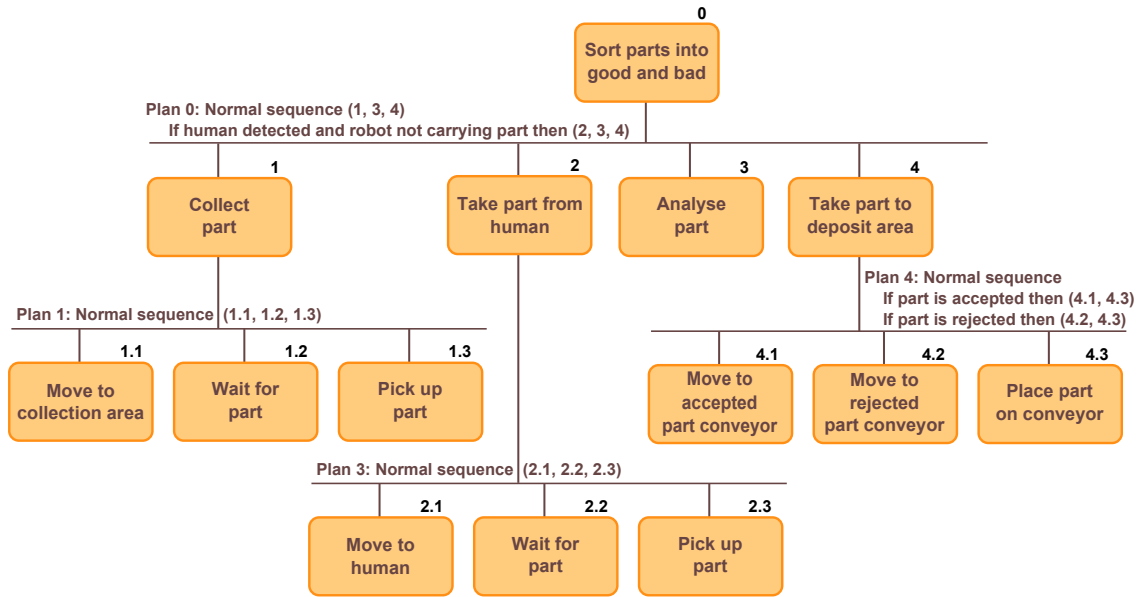 0
Sort parts into
good and bad
Plan 0: Normal sequence (1, 3, 4)
If human detected and robot not carrying part then (2, 3, 4)
1
Collect
part
2
Take part from
human
3
Analyse
part
4
Take part to
deposit area
Plan 1: Normal sequence (1.1, 1.2, 1.3)
1.1
Move to
collection area
1.2
Wait for
part
1.3
Pick up
part
Plan 4: Normal sequence
If part is accepted then (4.1, 4.3)
If part is rejected then (4.2, 4.3)
4.1
Move to
accepted
part conveyor
4.2
Move to
rejected
part conveyor
4.3
Place part
on conveyor
Plan 3: Normal sequence (2.1, 2.2, 2.3)
2.1
Move to
human
2.2
Wait for
part
2.3
Pick up
part